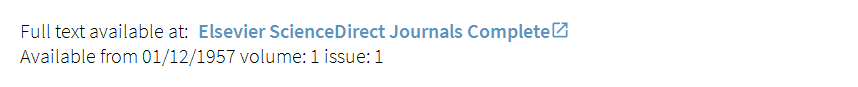 Full text available at: Elsevier ScienceDirect Journals Complete
Available from 01/12/1957 volume: 1 issue: 1